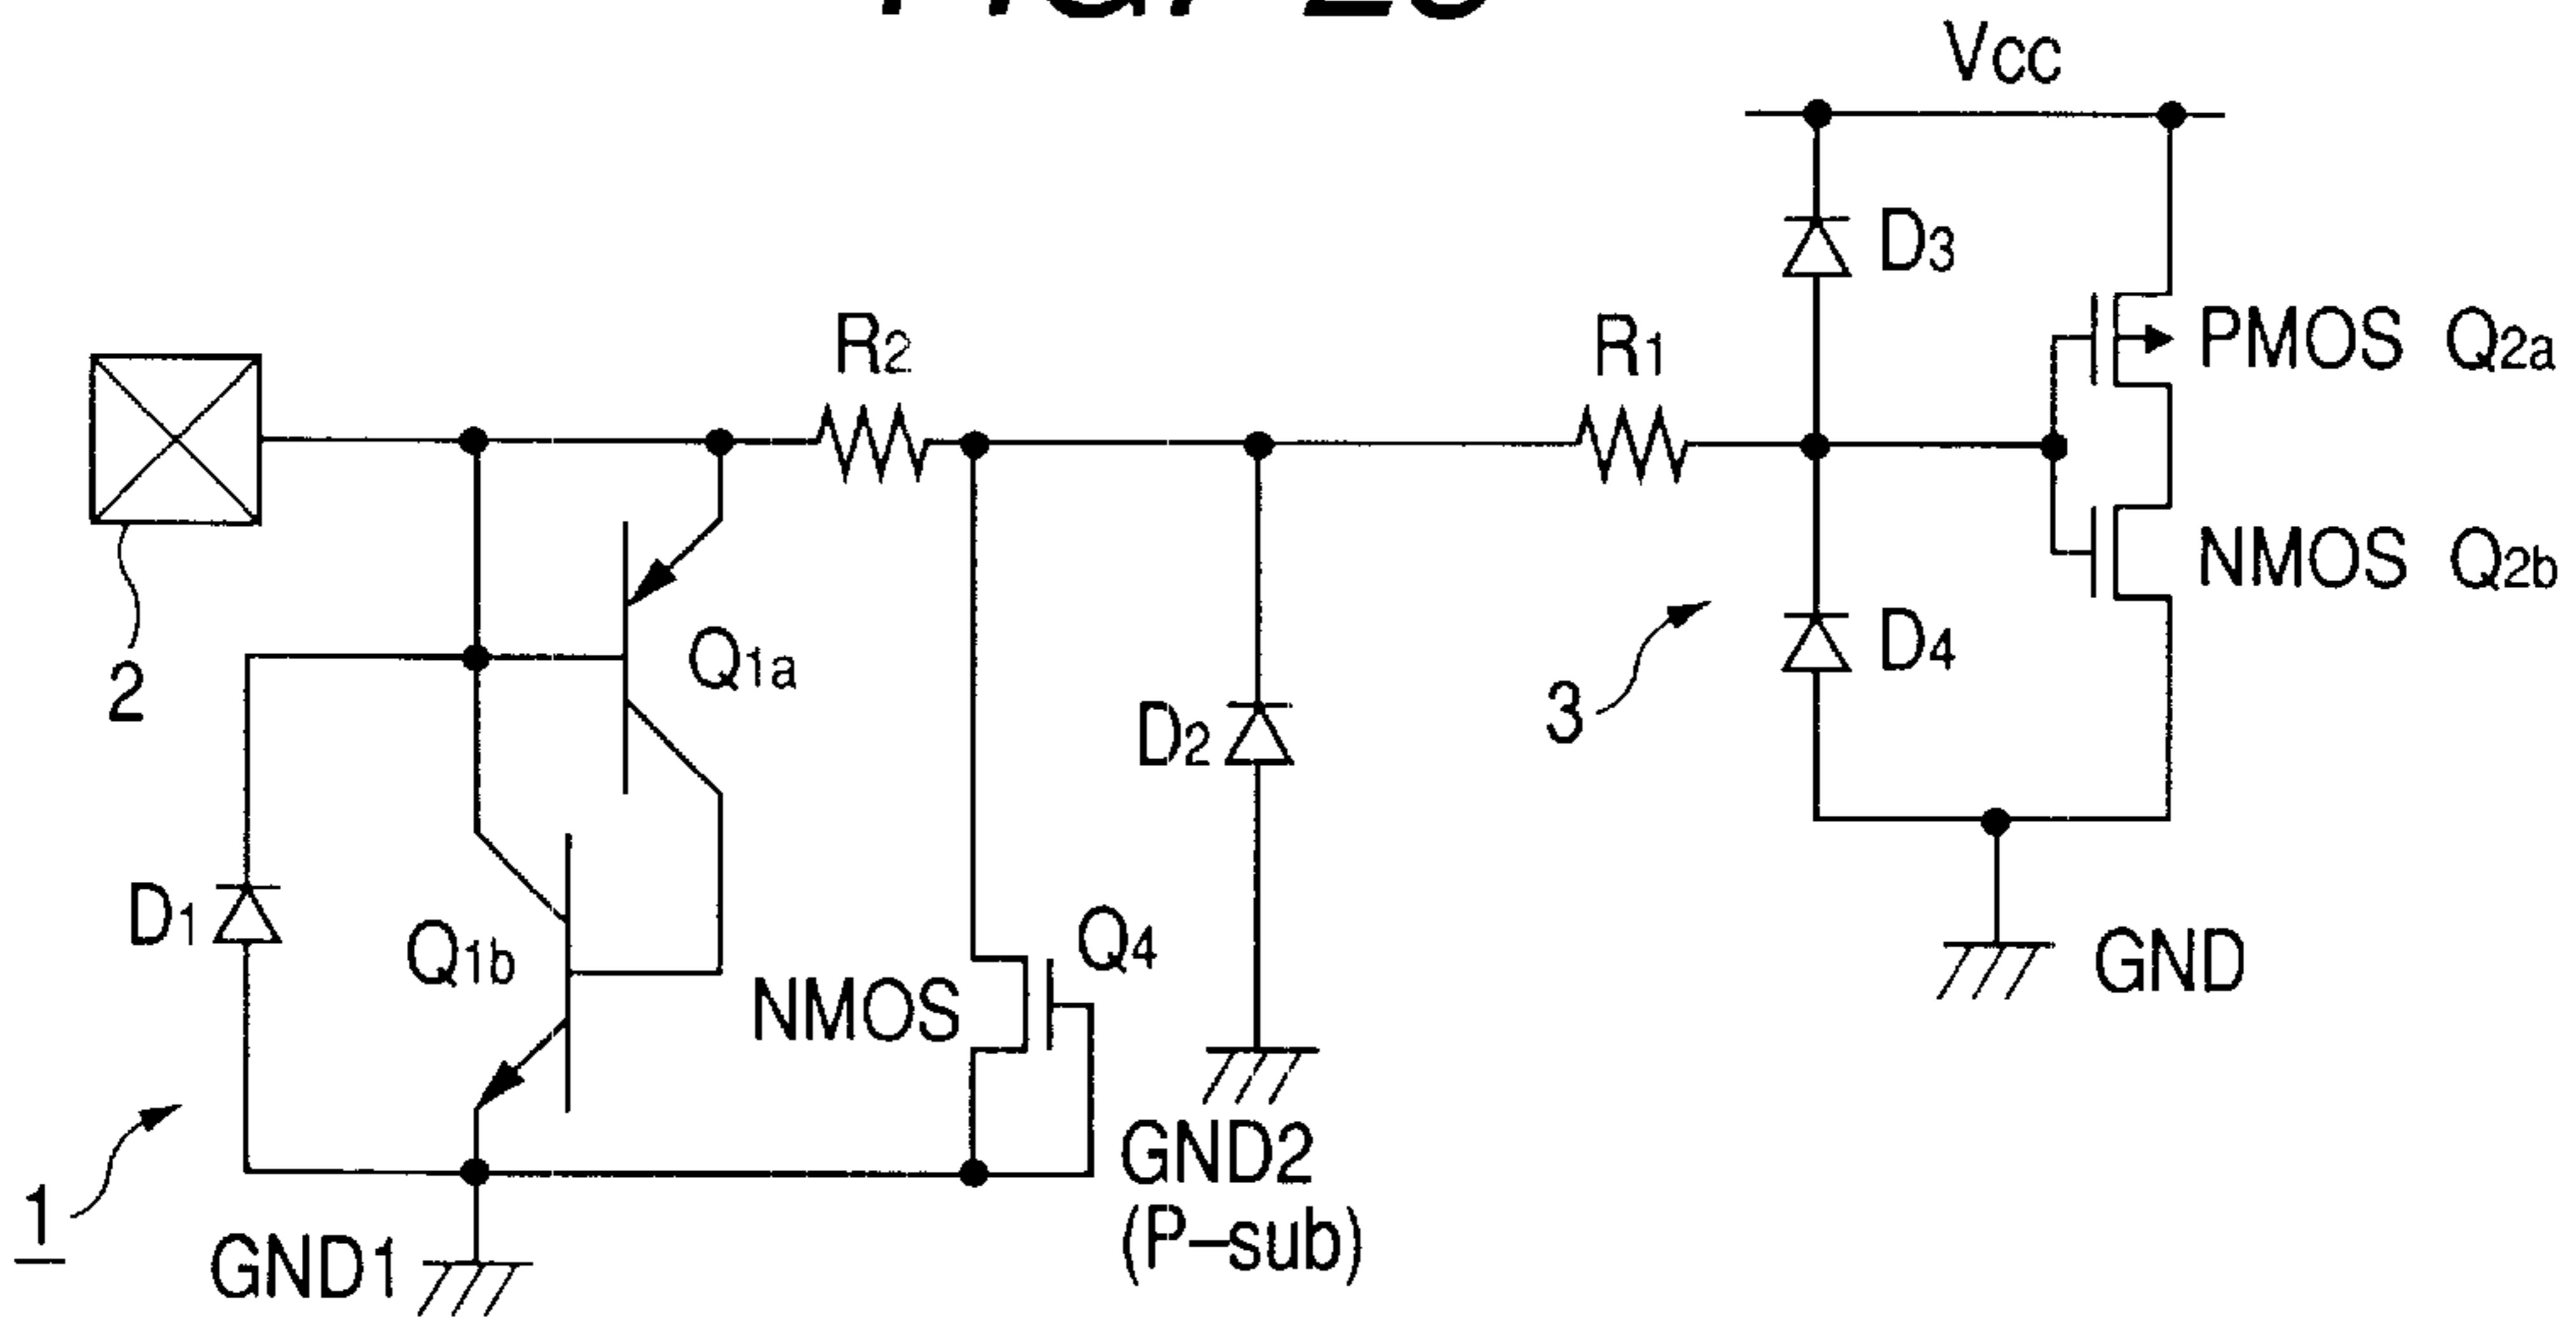 Vcc
D3
R2
R1
PMOS Q2a
NMOS Q2b
Q1a
D4
2
D2
3
D1
Q1b
Q4
NMOS
GND
GND2
(P-sub)
1
GND1